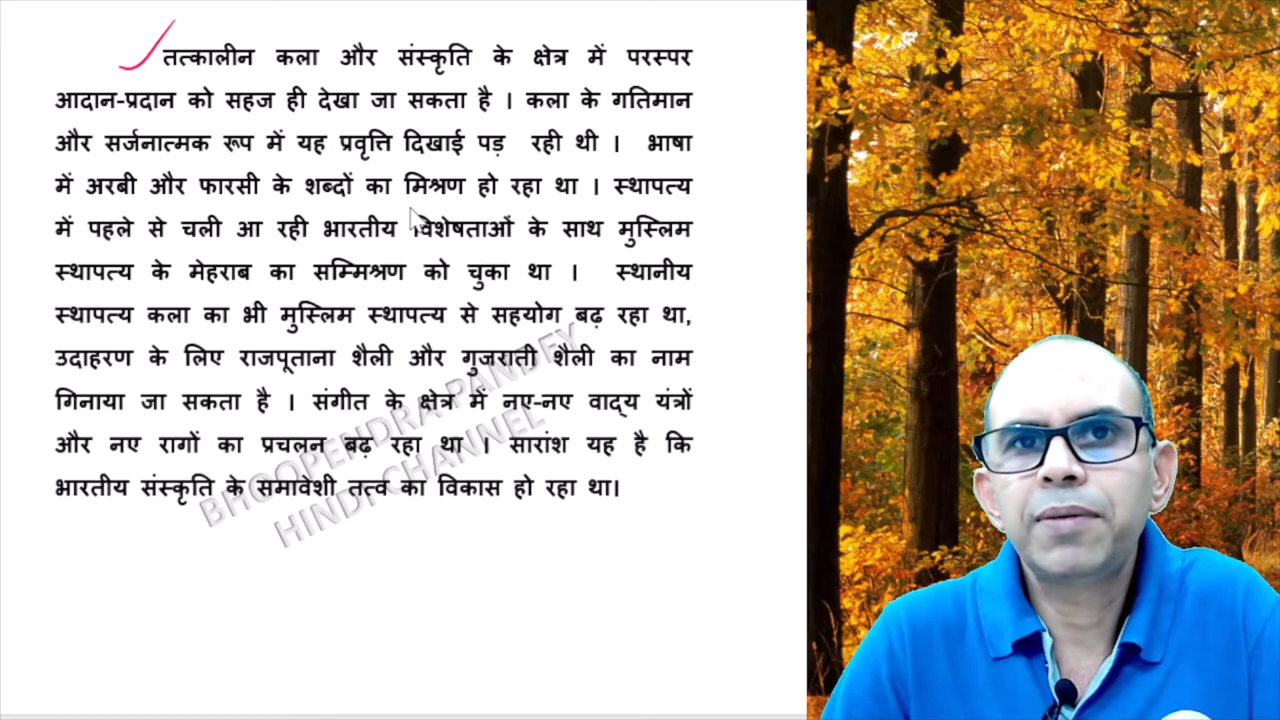 तत्कालीन कला और संस्कृति के क्षेत्र में परस्पर
आदान-प्रदान को सहज ही देखा जा सकता है । कला के गतिमान
और सर्जनात्मक रूप में यह प्रवृत्ति दिखाई पड़ रही थी । भाषा
में अरबी और फारसी के शब्दों का मिश्रण हो रहा था । स्थापत्य
में पहले से चली आ रही भारतीय विशेषताओं के साथ मुस्लिम
स्थापत्य के मेहराब का सम्मिश्रण को चुका था । स्थानीय
स्थापत्य कला का भी मुस्लिम स्थापत्य से सहयोग बढ़ रहा था,
उदाहरण के लिए राजपूताना शैली और गुजराती शैली का नाम
गिनाया जा सकता है । संगीत के क्षेत्र में नए-नए वाद्य यंत्रों
और नए रागों का प्रचलन बढ़ रहा था । सारांश यह है कि
भारतीय संस्कृति के समावेशी तत्व का विकास हो रहा था।
BHOOPENDRA PANDEY
HINDI CHANNEL